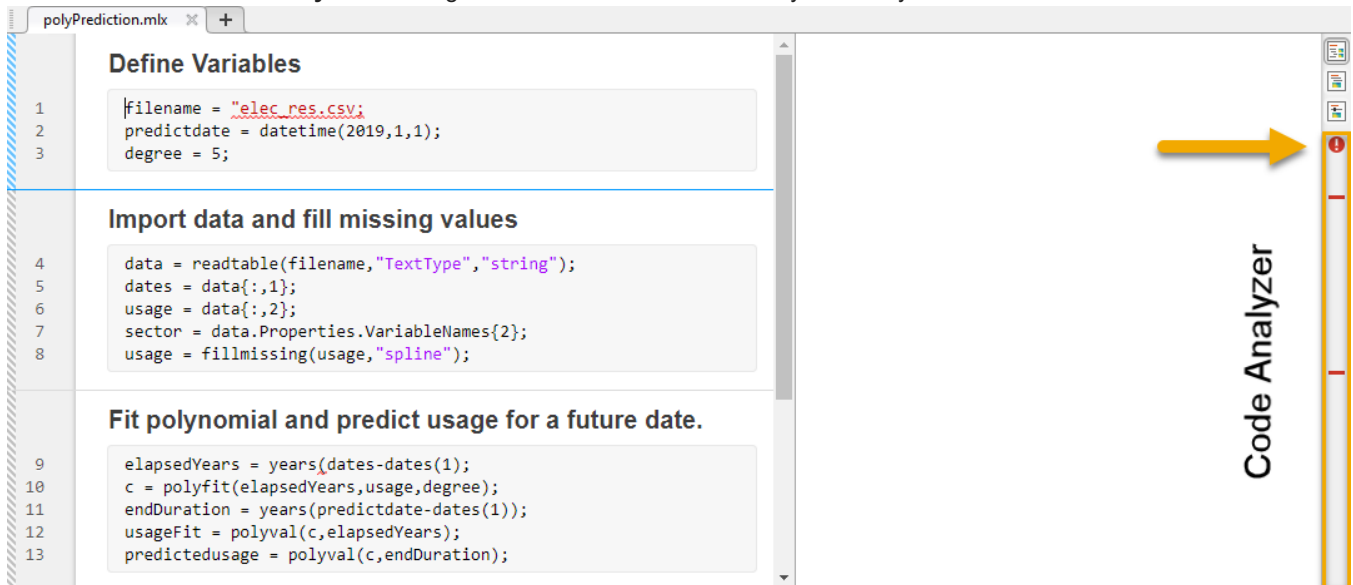 polyPrediction.mlx
Define Variables
1 filename = "elec_res.csv;
2 predictdate = datetime(2019,1,1);
3 degree = 5;
Import data and fill missing values
4 data = readtable(filename,"TextType","string");
5 dates = data{:,1};
6 usage = data{:,2};
7 sector = data.Properties.VariableNames{2};
8 usage = fillmissing(usage,"spline");
Fit polynomial and predict usage for a future date.
9 elapsedYears = years(dates-dates(1);
10 c = polyfit(elapsedYears,usage,degree);
11 endDuration = years(predictdate-dates(1));
12 usageFit = polyval(c,elapsedYears);
13 predictedusage = polyval(c,endDuration);
Code Analyzer